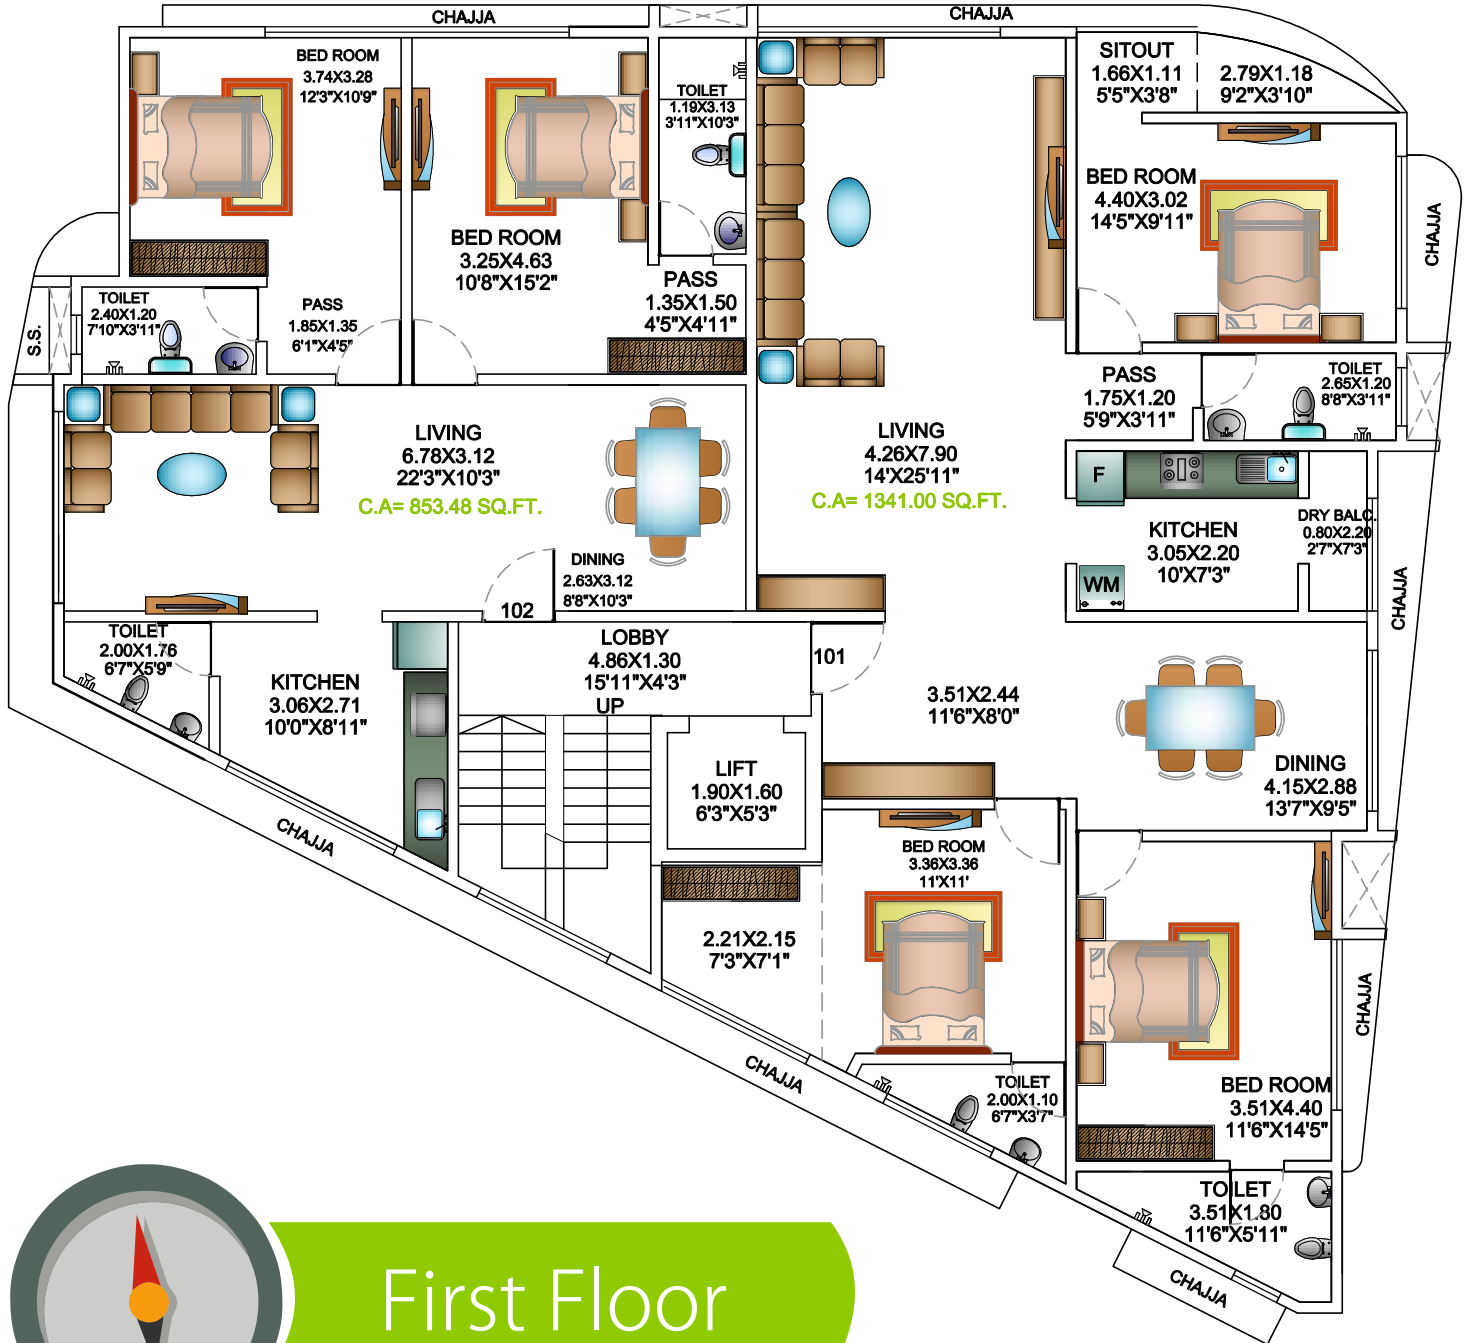 CHAJJA
CHAJJA
BED ROOM
3.74X3.28
12'3"X10'9"
TOILET
1.19X3.13
3'11"X10'3"
SITOUT
1.66X1.11
5'5"X3'8"
2.79X1.18
9'2"X3'10"
BED ROOM
4.40X3.02
14'5"X9'11"
CHAJJA
BED ROOM
3.25X4.63
10'8"X15'2"
PASS
1.35X1.50
4'5"X4'11"
TOILET
2.40X1.20
7'10"X3'11"
PASS
1.85X1.35
6'1"X4'5"
S.S.
PASS
1.75X1.20
5'9"X3'11"
TOILET
2.65X1.20
8'8"X3'11"
LIVING
6.78X3.12
22'3"X10'3"
C.A= 853.48 SQ.FT.
LIVING
4.26X7.90
14'X25'11"
C.A= 1341.00 SQ.FT.
F
KITCHEN
3.05X2.20
10'X7'3"
DRY BALC.
0.80X2.20
2'7"X7'3"
WM
CHAJJA
DINING
2.63X3.12
8'8"X10'3"
102
TOILET
2.00X1.76
6'7"X5'9"
KITCHEN
3.06X2.71
10'0"X8'11"
LOBBY
4.86X1.30
15'11"X4'3"
UP
101
3.51X2.44
11'6"X8'0"
LIFT
1.90X1.60
6'3"X5'3"
DINING
4.15X2.88
13'7"X9'5"
CHAJJA
BED ROOM
3.36X3.36
11'X11'
2.21X2.15
7'3"X7'1"
CHAJJA
CHAJJA
TOILET
2.00X1.10
6'7"X3'7"
BED ROOM
3.51X4.40
11'6"X14'5"
TOILET
3.51X1.80
11'6"X5'11"
CHAJJA
First Floor